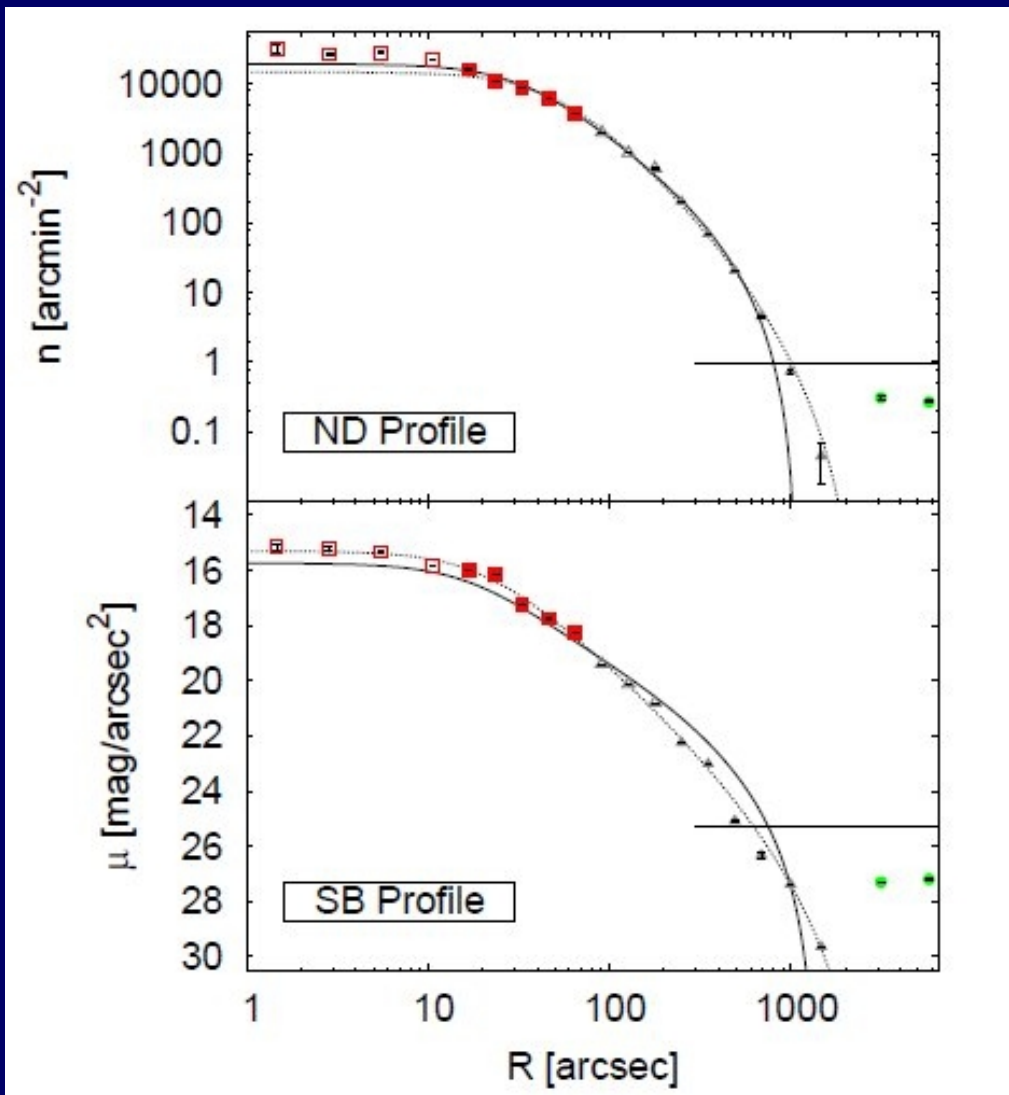 10000
1000
100
10
1
0.1
n [arcmin⁻²]
ND Profile
14
16
18
20
22
24
26
28
30
μ [mag/arcsec²]
SB Profile
1 10 100 1000
R [arcsec]